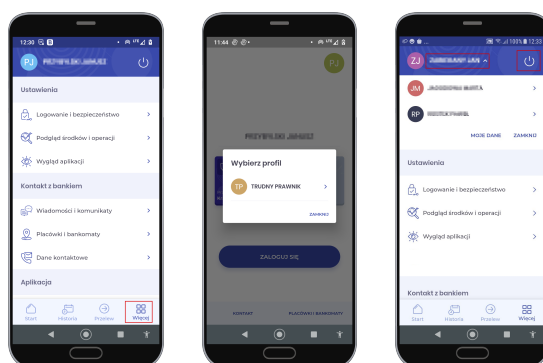 12:30
PJ
Ustawienia
Logowanie i bezpieczeństwo
Podgląd środków i operacji
Wygląd aplikacji
Kontakt z bankiem
Wiadomości i komunikaty
Placówki i bankomaty
Dane kontaktowe
Aplikacja
Start Historia Przelew Więcej
11:44
PJ
Wybierz profil
TP TRUDNY PRAWNIK
ZAMKNIJ
ZALOGUJ SIĘ
KONTAKT PLACÓWKI I BANKOMATY
100% 12:33
ZJ
JM
RP
MOJE DANE ZAMKNIJ
Ustawienia
Logowanie i bezpieczeństwo
Podgląd środków i operacji
Wygląd aplikacji
Kontakt z bankiem
Start Historia Przelew Więcej